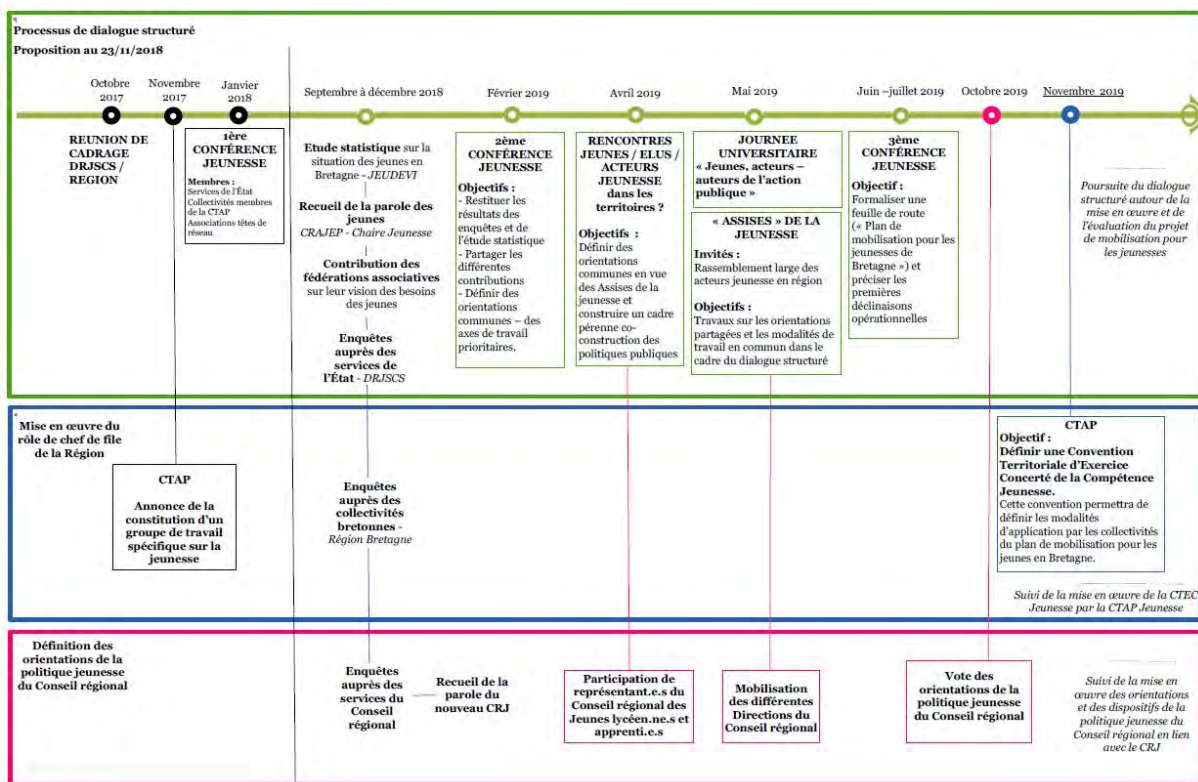 Processus de dialogue structuré
Proposition au 23/11/2018
Octobre
2017
Novembre
2017
Janvier
2018
Septembre à décembre 2018
Février 2019
Avril 2019
Mai 2019
Juin –juillet 2019
Octobre 2019
Novembre 2019
REUNION DE
CADRAGE
DRJSCS /
REGION
1ère
CONFÉRENCE
JEUNESSE
Membres :
Services de l'État
Collectivités membres
de la CTAP
Associations têtes de
réseau
Etude statistique sur la
situation des jeunes en
Bretagne - JEUDEVI
Recueil de la parole des
jeunes
CRAJEP - Chaire Jeunesse
Contribution des
fédérations associatives
sur leur vision des besoins
des jeunes
Enquêtes
auprès des
services de
l'État - DRJSCS
2ème
CONFÉRENCE
JEUNESSE
Objectifs :
- Restituer les
résultats des
enquêtes et de
l'étude statistique
- Partager les
différentes
contributions
- Définir des
orientations
communes – des
axes de travail
prioritaires.
RENCONTRES
JEUNES / ELUS /
ACTEURS
JEUNESSE
dans les
territoires ?
Objectifs :
Définir des
orientations
communes en vue
des Assises de la
jeunesse et
construire un cadre
pérenne co-
construction des
politiques publiques
JOURNEE
UNIVERSITAIRE
« Jeunes, acteurs –
auteurs de l'action
publique »
« ASSISES » DE LA
JEUNESSE
Invités :
Rassemblement large des
acteurs jeunesse en région
Objectifs :
Travaux sur les orientations
partagées et les modalités de
travail en commun dans le
cadre du dialogue structuré
3ème
CONFÉRENCE
JEUNESSE
Objectif :
Formaliser une
feuille de route
(« Plan de
mobilisation pour les
jeunesses de
Bretagne ») et
préciser les
premières
déclinaisons
opérationnelles
Poursuite du dialogue
structuré autour de la
mise en œuvre et de
l'évaluation du projet
de mobilisation pour
les jeunesses
Mise en œuvre du
rôle de chef de file
de la Région
CTAP
Annonce de la
constitution d'un
groupe de travail
spécifique sur la
jeunesse
Enquêtes
auprès des
collectivités
bretonnes -
Région Bretagne
CTAP
Objectif :
Définir une Convention
Territoriale d'Exercice
Concerté de la Compétence
Jeunesse.
Cette convention permettra de
définir les modalités
d'application par les collectivités
du plan de mobilisation pour les
jeunes en Bretagne.
Suivi de la mise en œuvre de la CTEC
Jeunesse par la CTAP Jeunesse
Définition des
orientations de la
politique jeunesse
du Conseil régional
Enquêtes
auprès des
services du
Conseil
régional
Recueil de la
parole du
nouveau CRJ
Participation de
représentant.e.s du
Conseil régional des
Jeunes lycéen.ne.s et
apprenti.e.s
Mobilisation
des différentes
Directions du
Conseil régional
Vote des
orientations de la
politique jeunesse
du Conseil régional
Suivi de la mise en
œuvre des orientations
et des dispositifs de la
politique jeunesse du
Conseil régional en lien
avec le CRJ